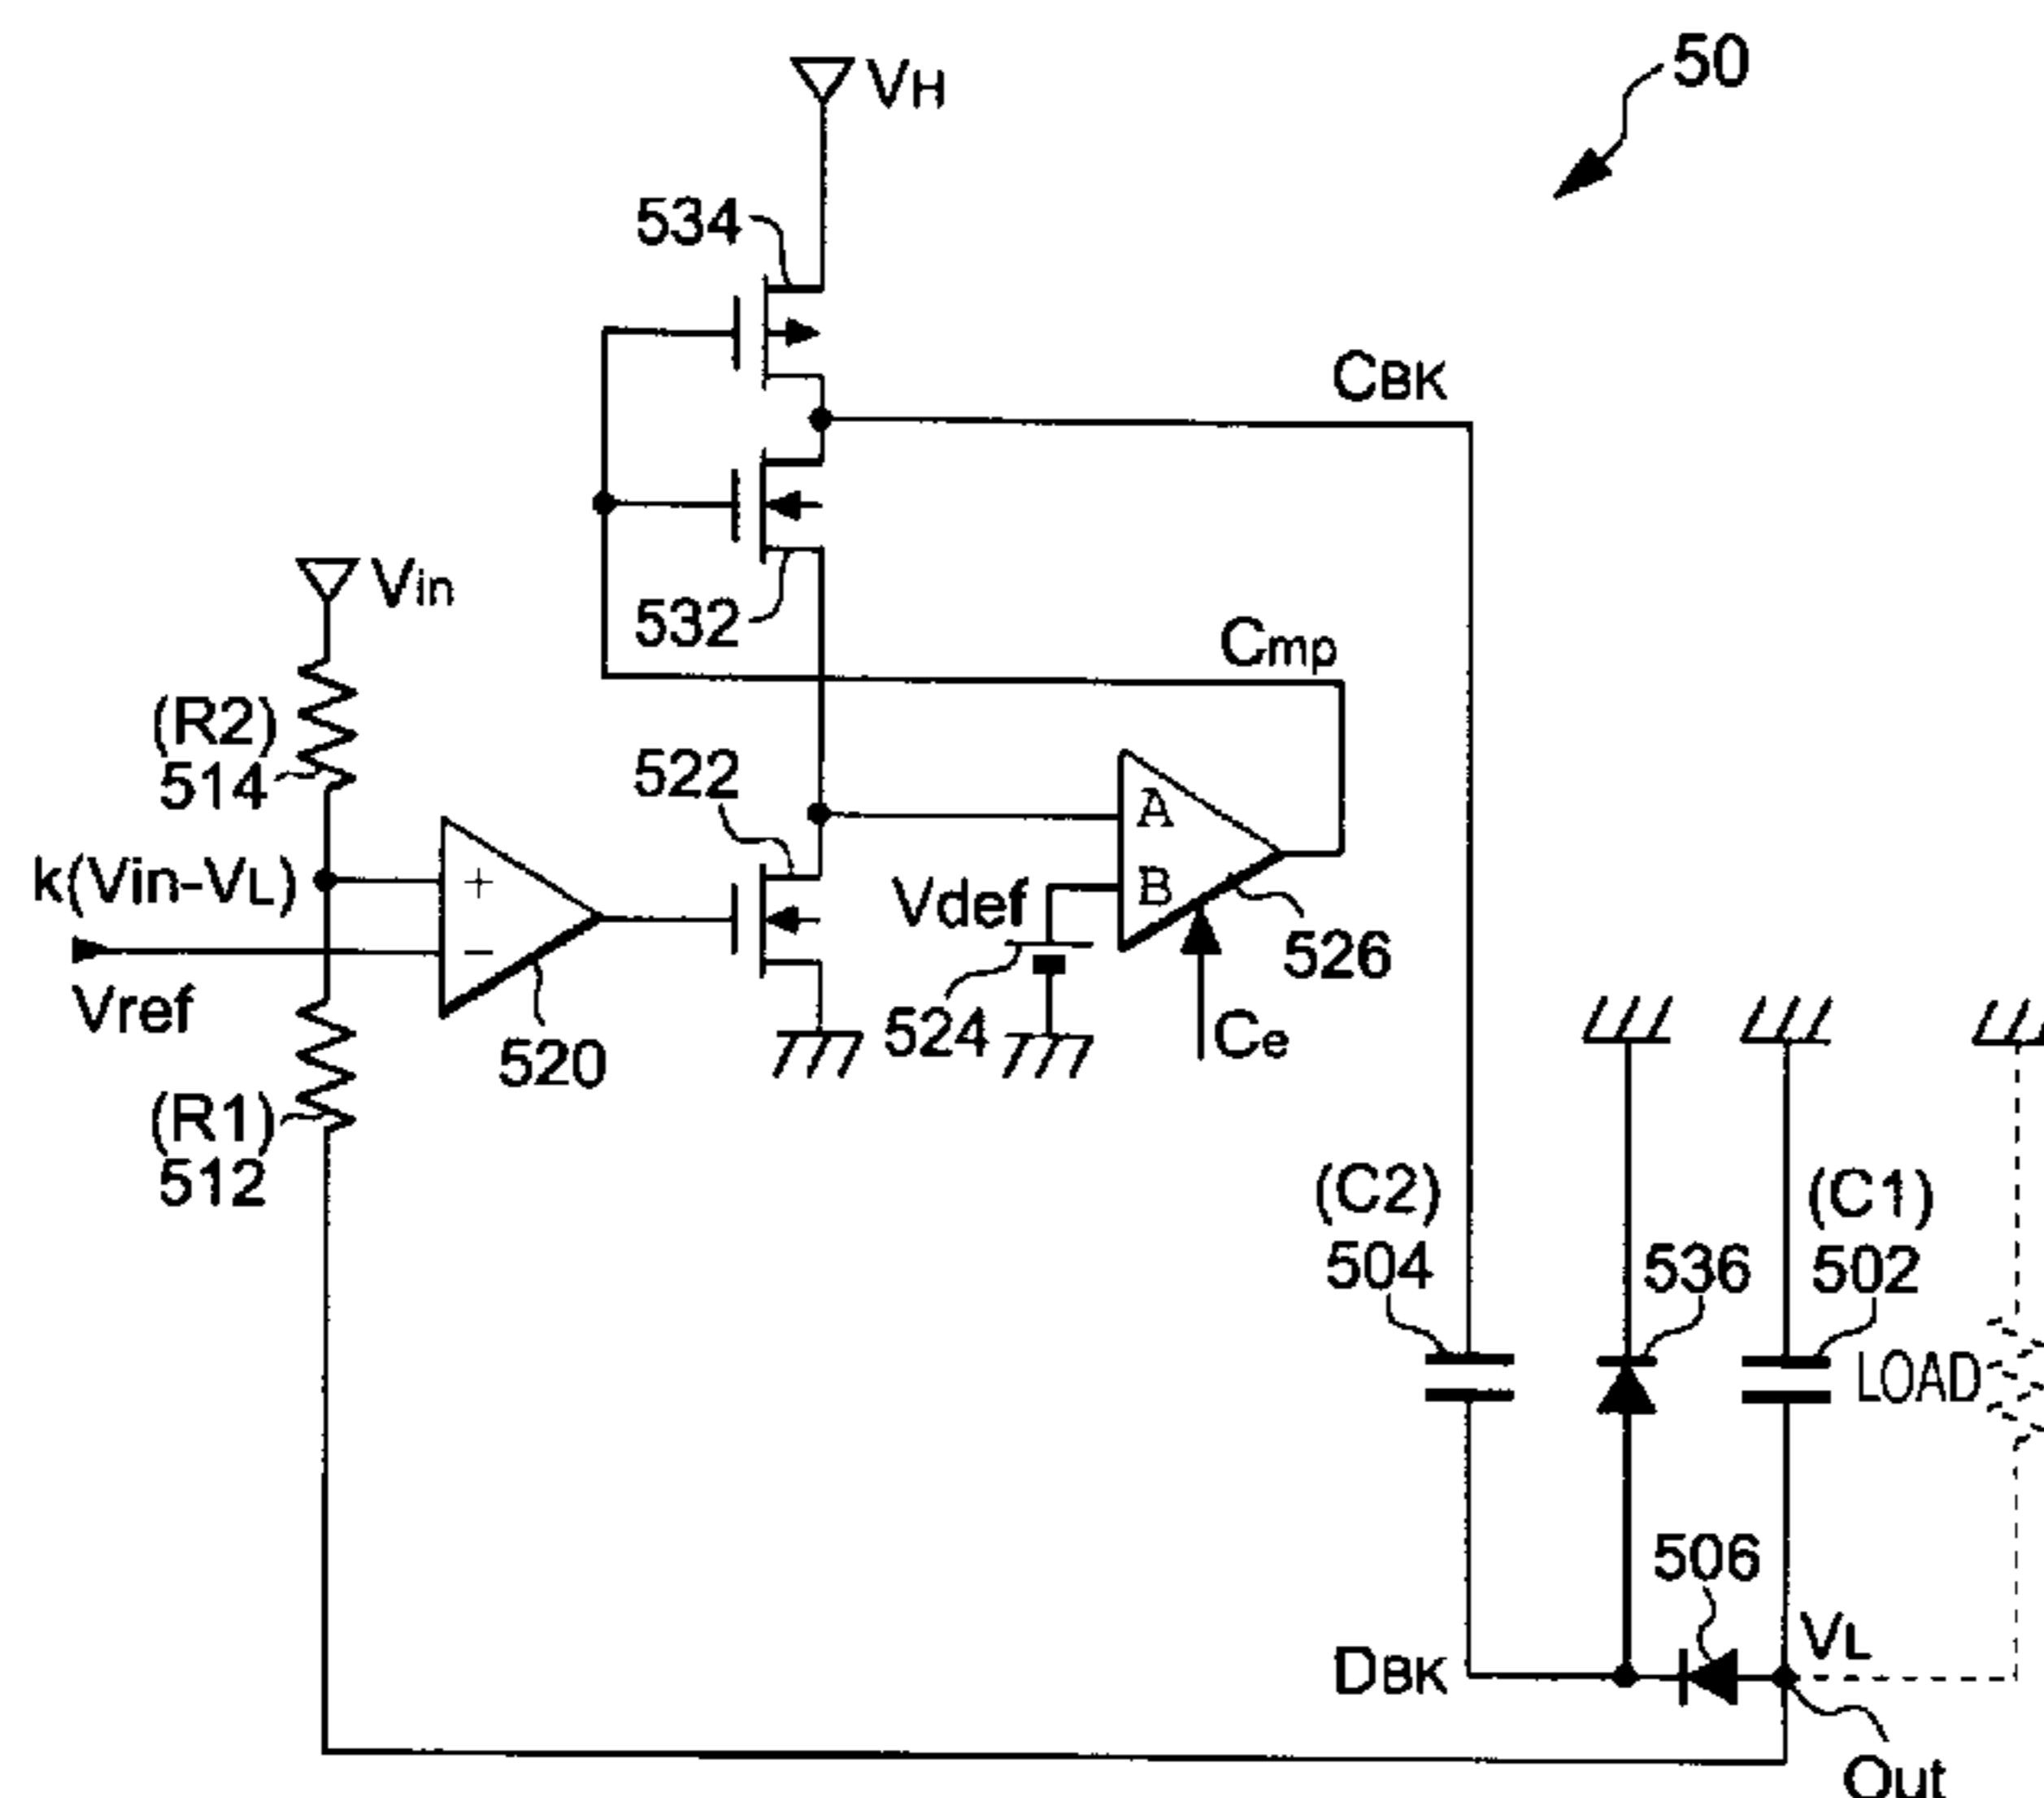 50
VH
534
CBK
532
Vin
Cmp
(R2)
514
522
A
k(Vin-VL)
+
B
Vdef
−
526
Vref
524
Ce
520
(R1)
512
(C2)
504
536
(C1)
502
LOAD
506
VL
DBK
Out